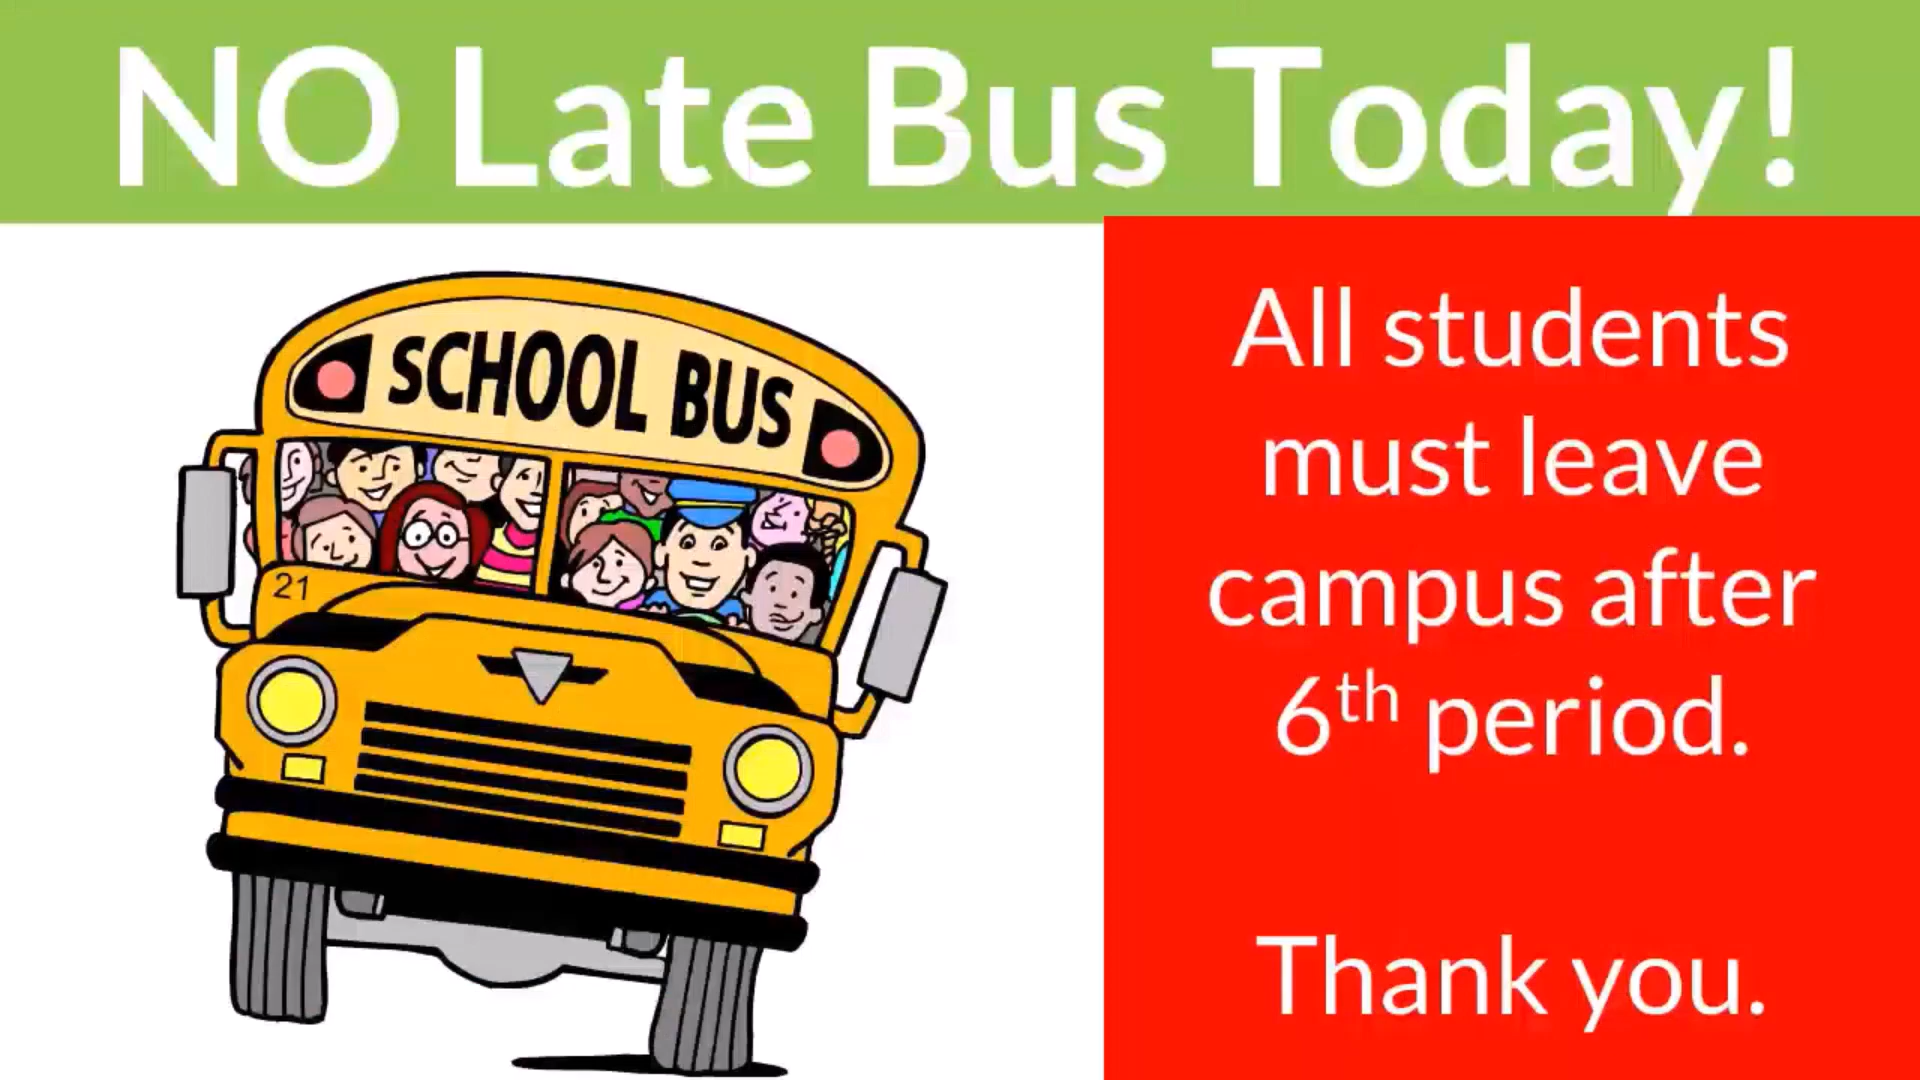 NO Late Bus Today!
SCHOOL BUS
21
All students
must leave
campus after
6th period.
Thank you.